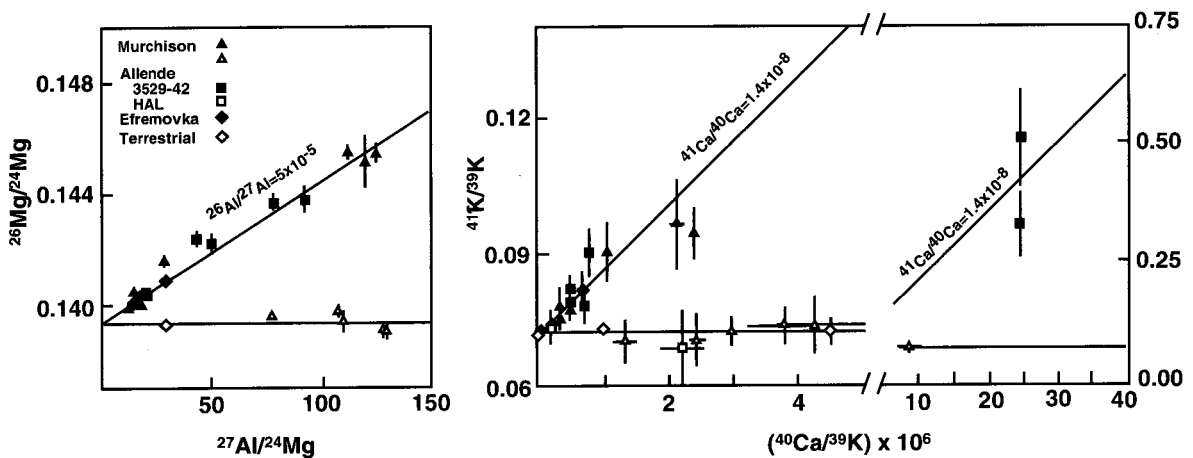 Murchison
Allende
3529-42
HAL
Efremovka
Terrestrial
0.148
0.144
0.140
26Mg/24Mg
26Al/27Al=5x10-5
50
100
150
27Al/24Mg
0.12
0.09
0.06
41K/39K
41Ca/40Ca=1.4x10-8
0
2
4
41Ca/40Ca=1.4x10-8
0.75
0.50
0.25
0.00
10
20
30
40
(40Ca/39K) x 106